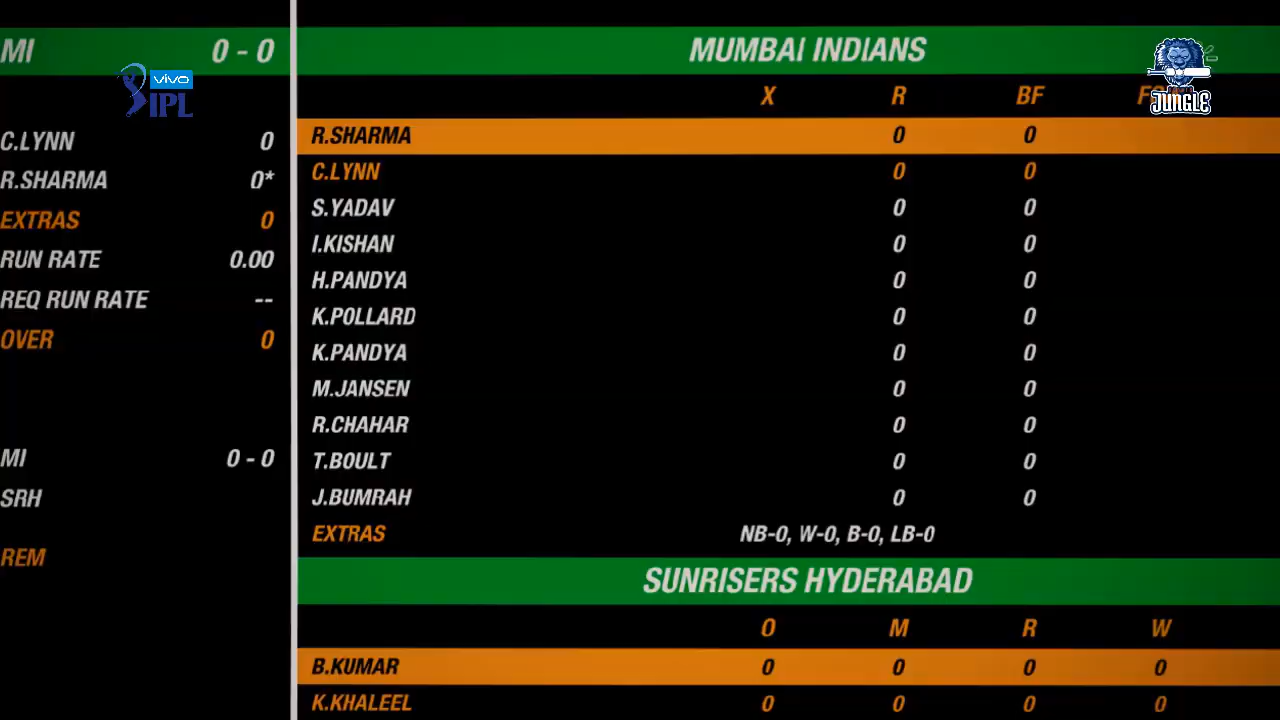 MI 0 - 0
vivo
IPL
C.LYNN 0
R.SHARMA 0*
EXTRAS 0
RUN RATE 0.00
REQ RUN RATE --
OVER 0
MI 0 - 0
SRH
REM
MUMBAI INDIANS
X R BF
JUNGLE
R.SHARMA 0 0
C.LYNN 0 0
S.YADAV 0 0
I.KISHAN 0 0
H.PANDYA 0 0
K.POLLARD 0 0
K.PANDYA 0 0
M.JANSEN 0 0
R.CHAHAR 0 0
T.BOULT 0 0
J.BUMRAH 0 0
EXTRAS NB-0, W-0, B-0, LB-0
SUNRISERS HYDERABAD
O M R W
B.KUMAR 0 0 0 0
K.KHALEEL 0 0 0 0